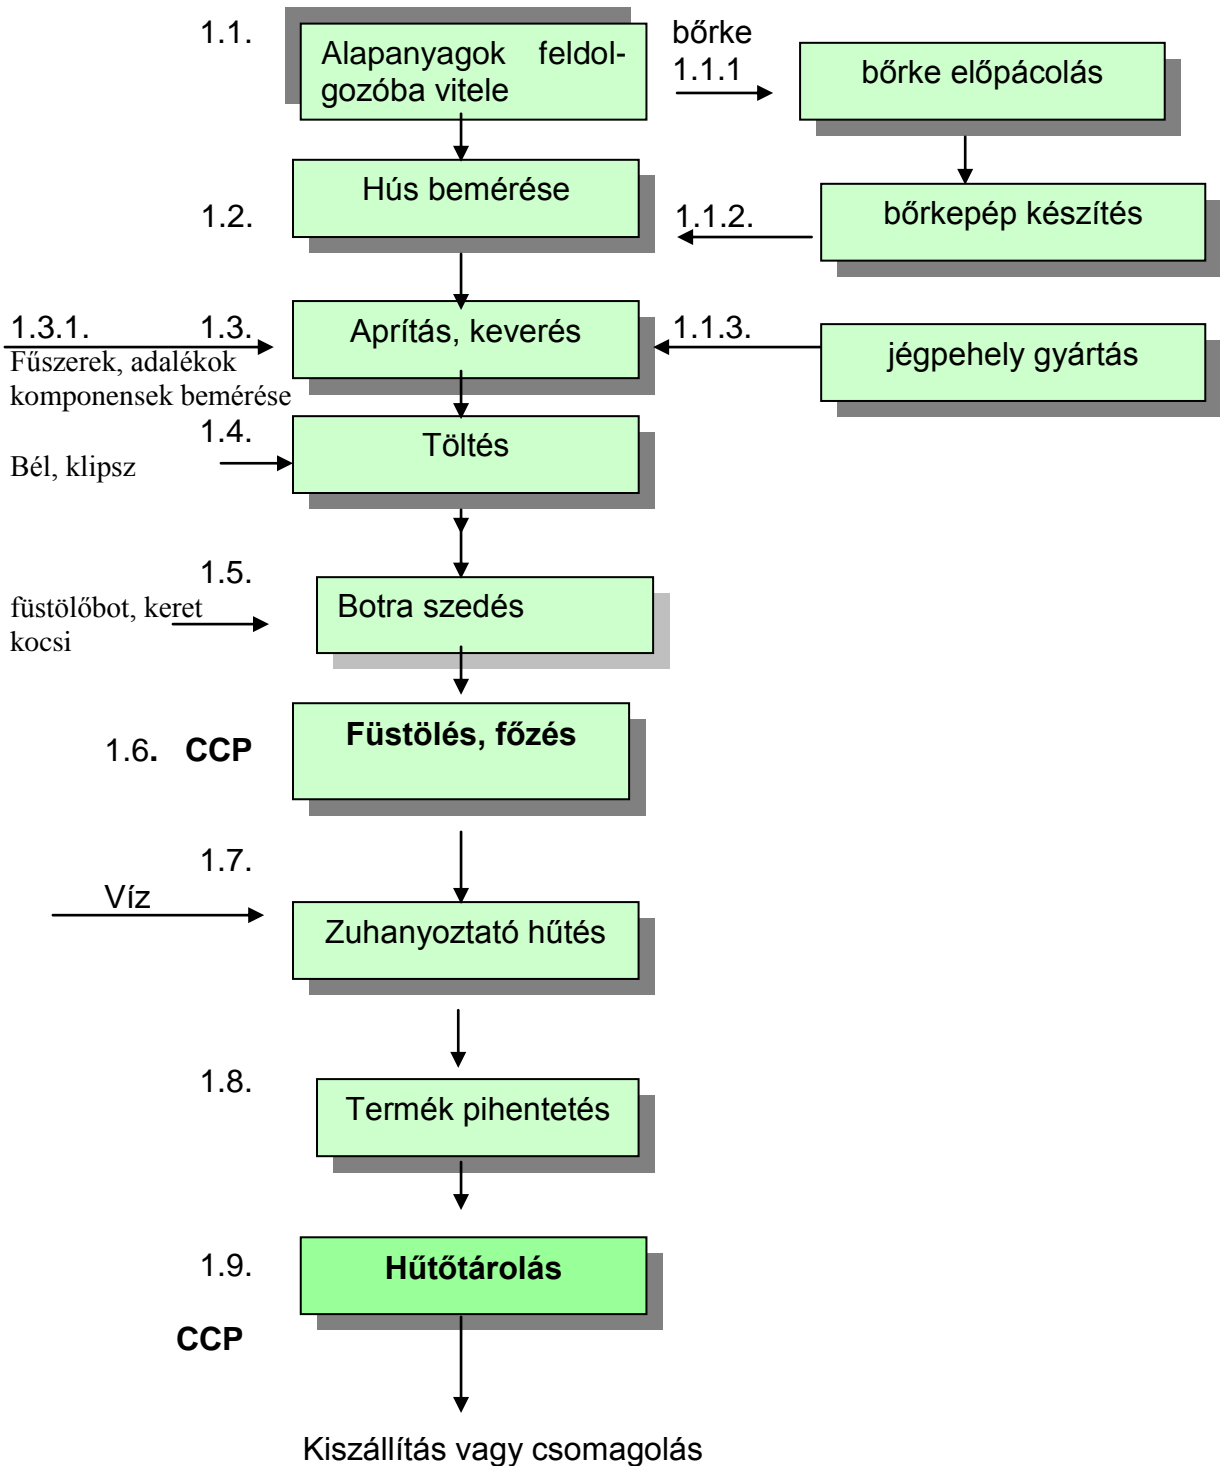 1.1.
Alapanyagok feldol-
gozóba vitele
bőrke
1.1.1
bőrke előpácolás
Hús bemérése
1.2.
1.1.2.
bőrkepép készítés
1.3.1.
1.3.
Aprítás, keverés
1.1.3.
jégpehely gyártás
Fűszerek, adalékok
komponensek bemérése
1.4.
Töltés
Bél, klipsz
1.5.
füstölőbot, keret
kocsi
Botra szedés
1.6. CCP
Füstölés, főzés
1.7.
Víz
Zuhanyoztató hűtés
1.8.
Termék pihentetés
1.9.
Hűtőtárolás
CCP
Kiszállítás vagy csomagolás